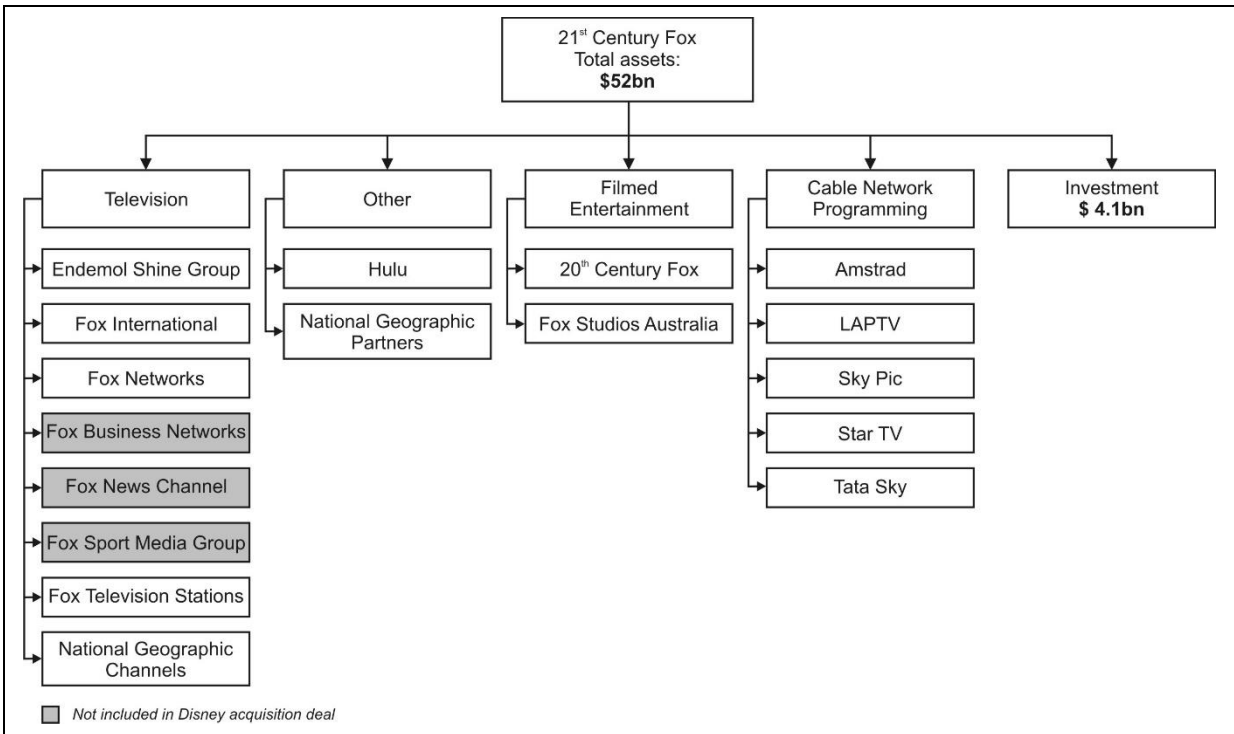 21st Century Fox
Total assets:
$52bn
Television
Other
Filmed
Entertainment
Cable Network
Programming
Investment
$ 4.1bn
Endemol Shine Group
Fox International
Fox Networks
Fox Business Networks
Fox News Channel
Fox Sport Media Group
Fox Television Stations
National Geographic
Channels
Hulu
National Geographic
Partners
20th Century Fox
Fox Studios Australia
Amstrad
LAPTV
Sky Pic
Star TV
Tata Sky
Not included in Disney acquisition deal